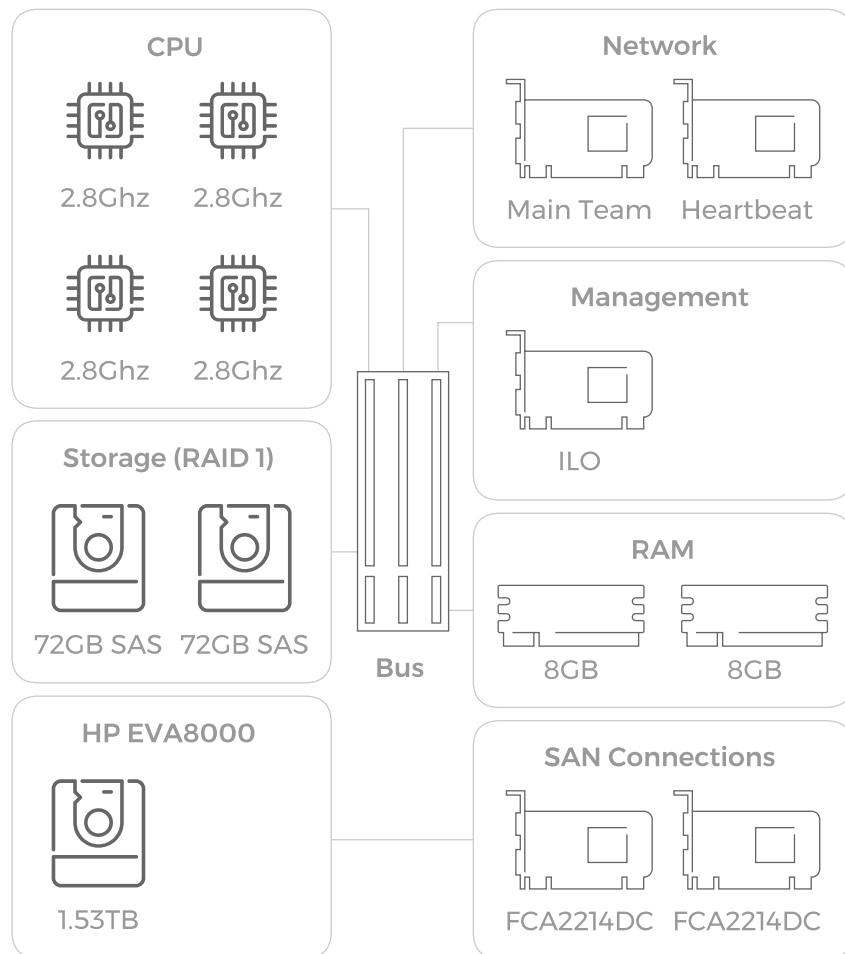 CPU
2.8Ghz 2.8Ghz
2.8Ghz 2.8Ghz
Network
Main Team Heartbeat
Management
ILO
Storage (RAID 1)
72GB SAS 72GB SAS
Bus
RAM
8GB 8GB
HP EVA8000
1.53TB
SAN Connections
FCA2214DC FCA2214DC